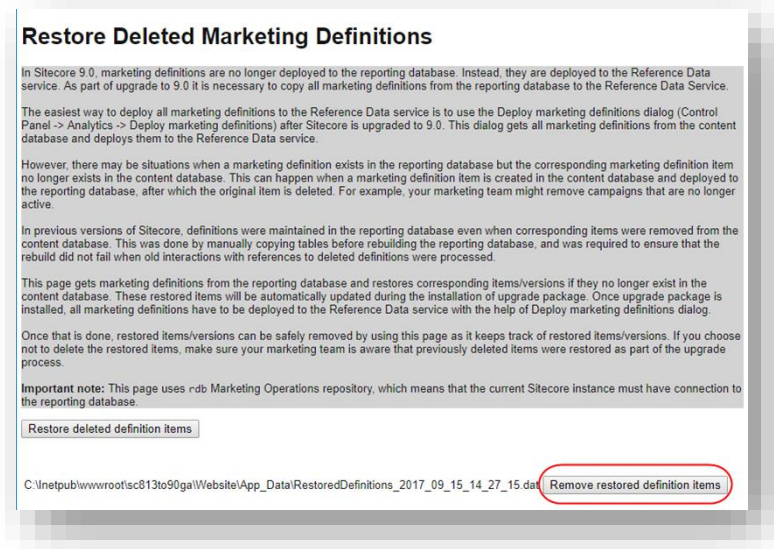 Restore Deleted Marketing Definitions
In Sitecore 9.0, marketing definitions are no longer deployed to the reporting database. Instead, they are deployed to the Reference Data
service. As part of upgrade to 9.0 it is necessary to copy all marketing definitions from the reporting database to the Reference Data Service.
The easiest way to deploy all marketing definitions to the Reference Data service is to use the Deploy marketing definitions dialog (Control
Panel -> Analytics -> Deploy marketing definitions) after Sitecore is upgraded to 9.0. This dialog gets all marketing definitions from the content
database and deploys them to the Reference Data service.
However, there may be situations when a marketing definition exists in the reporting database but the corresponding marketing definition item
no longer exists in the content database. This can happen when a marketing definition item is created in the content database and deployed to
the reporting database, after which the original item is deleted. For example, your marketing team might remove campaigns that are no longer
active.
In previous versions of Sitecore, definitions were maintained in the reporting database even when corresponding items were removed from the
content database. This was done by manually copying tables before rebuilding the reporting database, and was required to ensure that the
rebuild did not fail when old interactions with references to deleted definitions were processed.
This page gets marketing definitions from the reporting database and restores corresponding items/versions if they no longer exist in the
content database. These restored items will be automatically updated during the installation of upgrade package. Once upgrade package is
installed, all marketing definitions have to be deployed to the Reference Data service with the help of Deploy marketing definitions dialog.
Once that is done, restored items/versions can be safely removed by using this page as it keeps track of restored items/versions. If you choose
not to delete the restored items, make sure your marketing team is aware that previously deleted items were restored as part of the upgrade
process.
Important note: This page uses rdb Marketing Operations repository, which means that the current Sitecore instance must have connection to
the reporting database.
Restore deleted definition items
C:\Inetpub\wwwroot\sc813to90ga\Website\App_Data\RestoredDefinitions_2017_09_15_14_27_15.dat Remove restored definition items